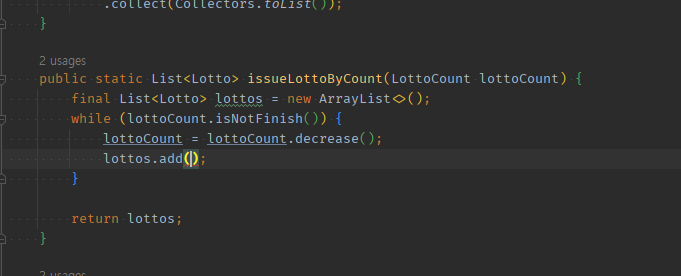 .collect(Collectors.toList());
}
2 usages
public static List<Lotto> issueLottoByCount(LottoCount lottoCount) {
final List<Lotto> lottos = new ArrayList<>();
while (lottoCount.isNotFinish()) {
lottoCount = lottoCount.decrease();
lottos.add();
}
return lottos;
}
2 usages